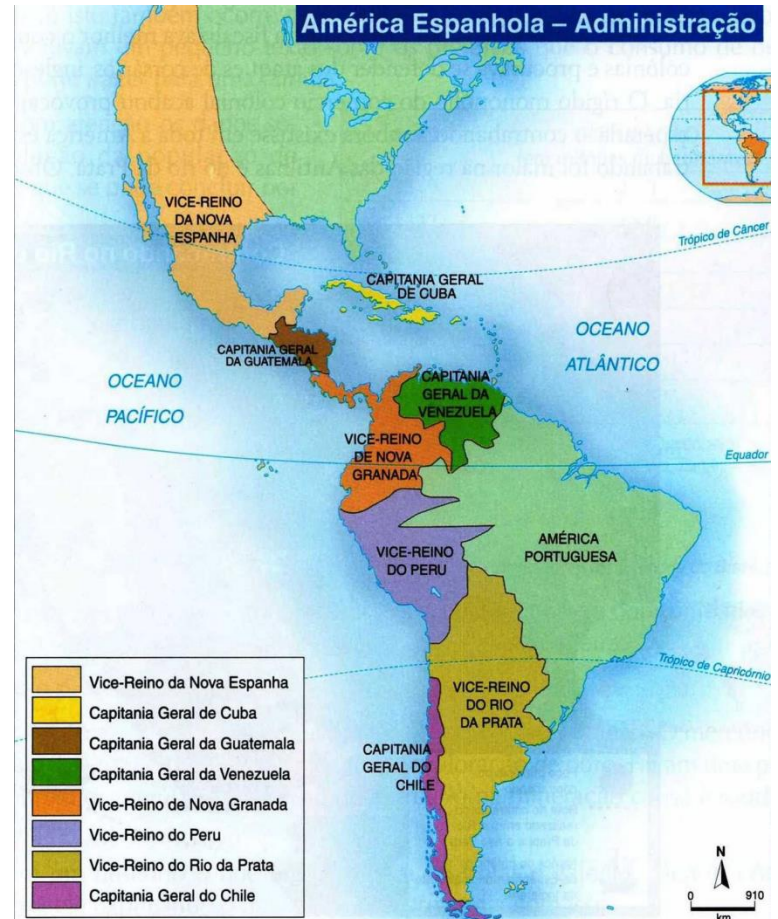 América Espanhola – Administração
VICE-REINO
DA NOVA
ESPANHA
Trópico de Câncer
CAPITANIA GERAL
DE CUBA
OCEANO
ATLÂNTICO
CAPITANIA GERAL
DA GUATEMALA
OCEANO
PACÍFICO
CAPITANIA
GERAL DA
VENEZUELA
VICE-REINO
DE NOVA
GRANADA
Equador
VICE-REINO
DO PERU
AMÉRICA
PORTUGUESA
Trópico de Capricórnio
VICE-REINO
DO RIO
DA PRATA
CAPITANIA
GERAL DO
CHILE
Vice-Reino da Nova Espanha
Capitania Geral de Cuba
Capitania Geral da Guatemala
Capitania Geral da Venezuela
Vice-Reino de Nova Granada
Vice-Reino do Peru
Vice-Reino do Rio da Prata
Capitania Geral do Chile
N
0 910
km